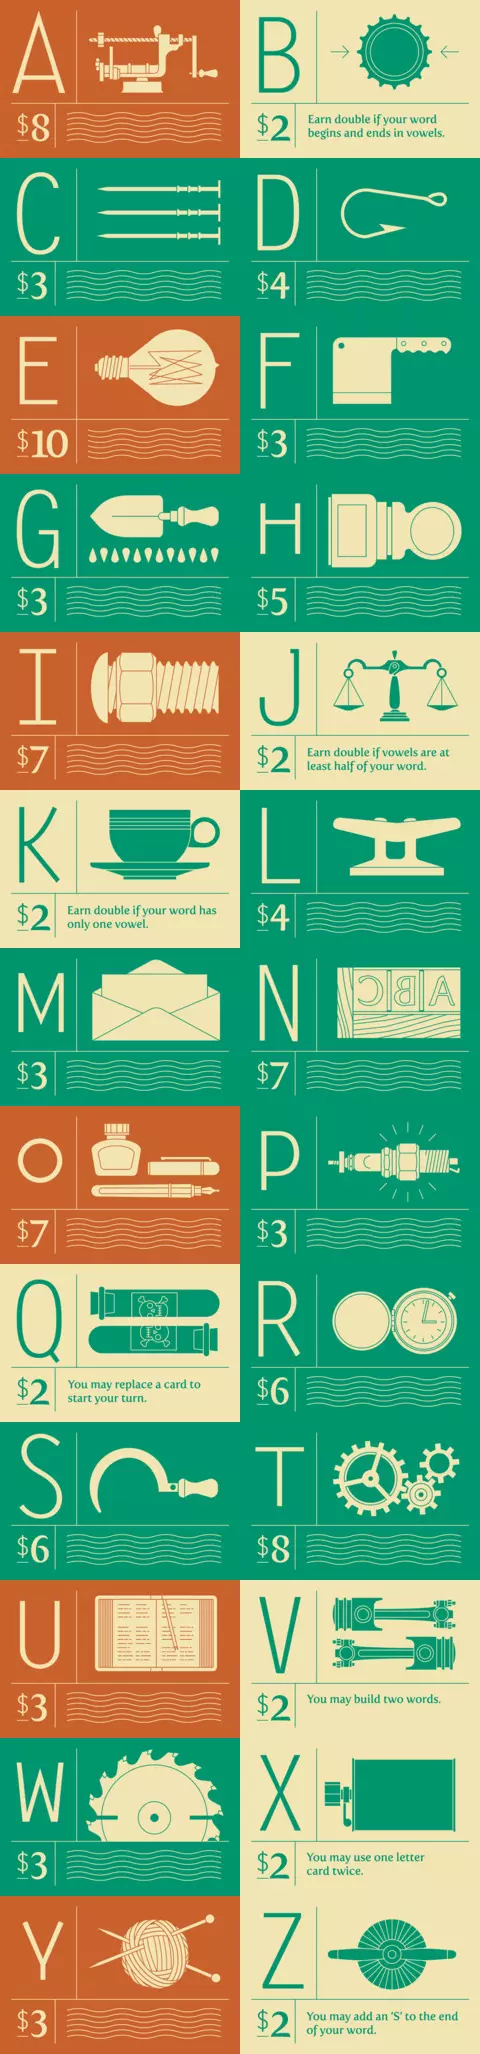 A
$8
B
$2
Earn double if your word
begins and ends in vowels.
C
$3
D
$4
E
$10
F
$3
G
$3
H
$5
I
$7
J
$2
Earn double if vowels are at
least half of your word.
K
$2
Earn double if your word has
only one vowel.
L
$4
M
$3
N
ABC
$7
O
$7
P
$3
Q
$2
You may replace a card to
start your turn.
R
$6
S
$6
T
$8
U
$3
V
$2
You may build two words.
W
$3
X
$2
You may use one letter
card twice.
Y
$3
Z
$2
You may add an 'S' to the end
of your word.